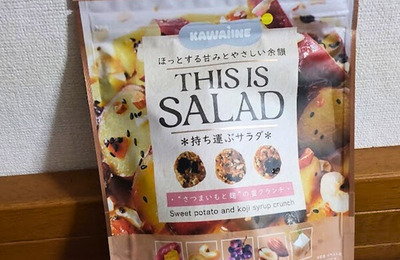 KAWAIINE
ほっとする甘みとやさしい余韻
THIS IS
SALAD
*持ち運ぶサラダ*
"さつまいもと麹"の蜜クランチ
Sweet potato and koji syrup crunch